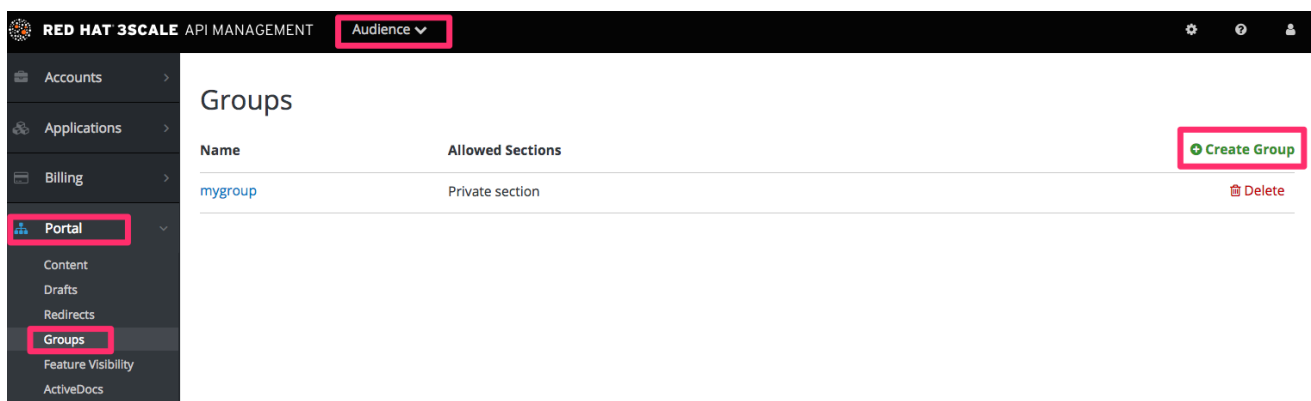 RED HAT 3SCALE API MANAGEMENT Audience
Accounts
Applications
Billing
Portal
Content
Drafts
Redirects
Groups
Feature Visibility
ActiveDocs
Groups
Name Allowed Sections Create Group
mygroup Private section Delete